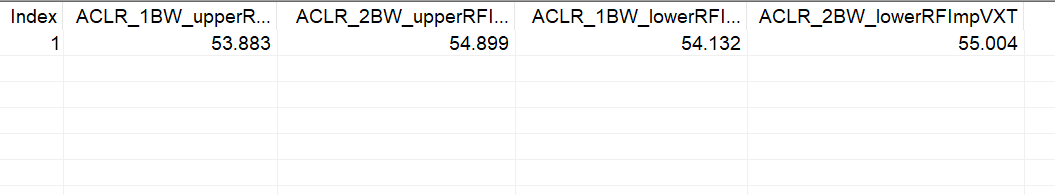 Index ACLR_1BW_upperR... ACLR_2BW_upperRFI... ACLR_1BW_lowerRFI... ACLR_2BW_lowerRFImpVXT
1 53.883 54.899 54.132 55.004